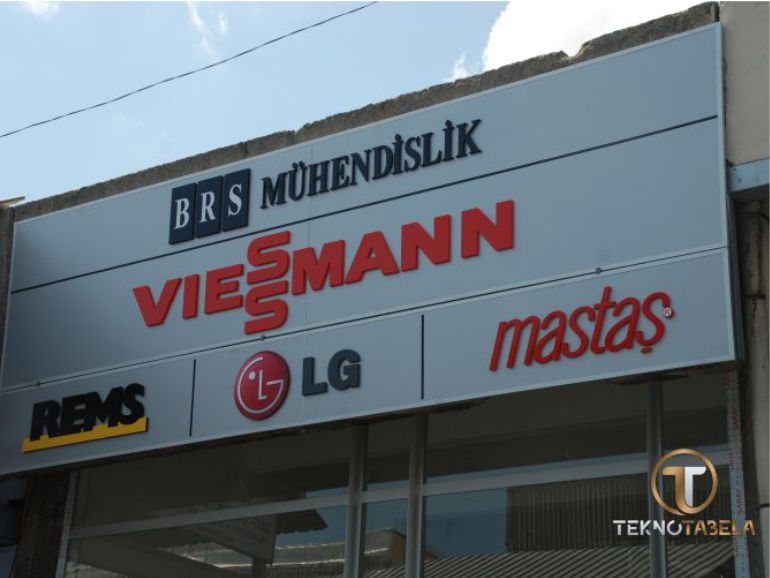 BRS MÜHENDİSLİK
VIESSMANN
REMS
LG
mastaş®
TEKNOTABELA